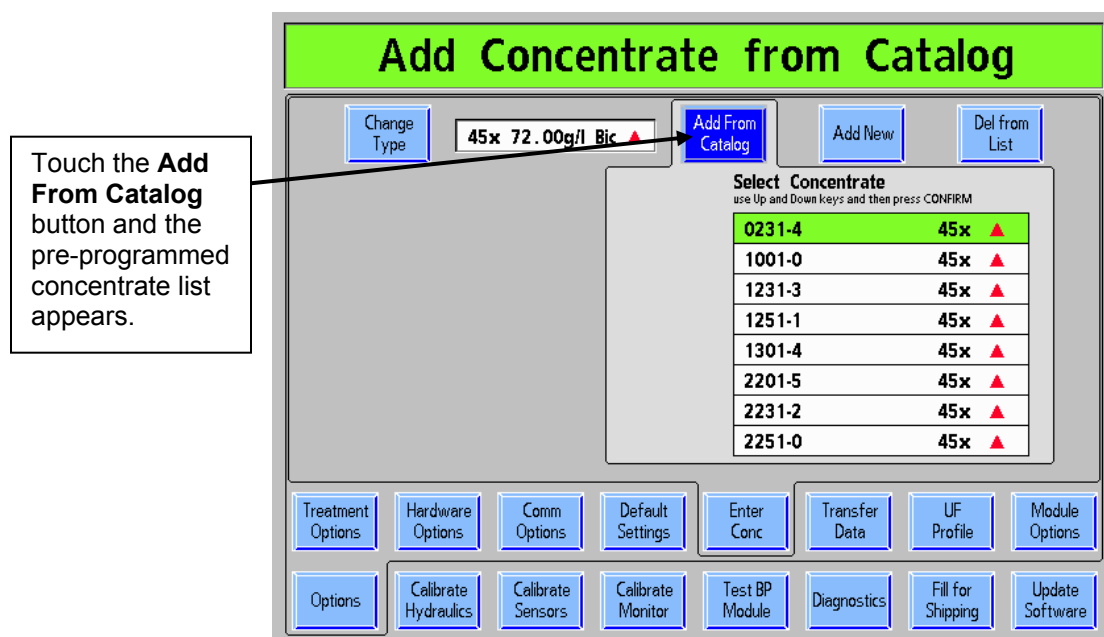 Add Concentrate from Catalog
Touch the Add
From Catalog
button and the
pre-programmed
concentrate list
appears.
Change
Type
45x 72.00g/l Bic ▲
Add From
Catalog
Add New
Del from
List
Select Concentrate
use Up and Down keys and then press CONFIRM
0231-4 45x ▲
1001-0 45x ▲
1231-3 45x ▲
1251-1 45x ▲
1301-4 45x ▲
2201-5 45x ▲
2231-2 45x ▲
2251-0 45x ▲
Treatment
Options
Hardware
Options
Comm
Options
Default
Settings
Enter
Conc
Transfer
Data
UF
Profile
Module
Options
Options
Calibrate
Hydraulics
Calibrate
Sensors
Calibrate
Monitor
Test BP
Module
Diagnostics
Fill for
Shipping
Update
Software